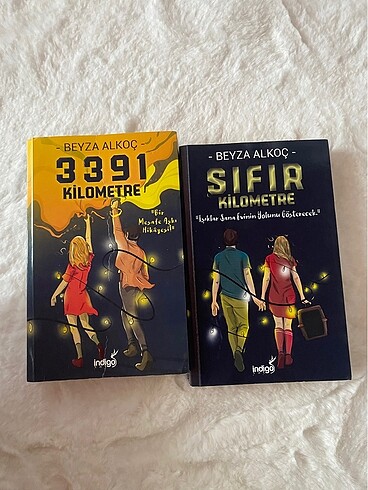 - BEYZA ALKOÇ -
3391
KİLOMETRE
"Bir
Mesafe Aşkı
Hikâyesi"
indigo
- BEYZA ALKOÇ -
SIFIR
KİLOMETRE
"Işıklar Sana Evinin Yolunu Gösterecek."
indigo